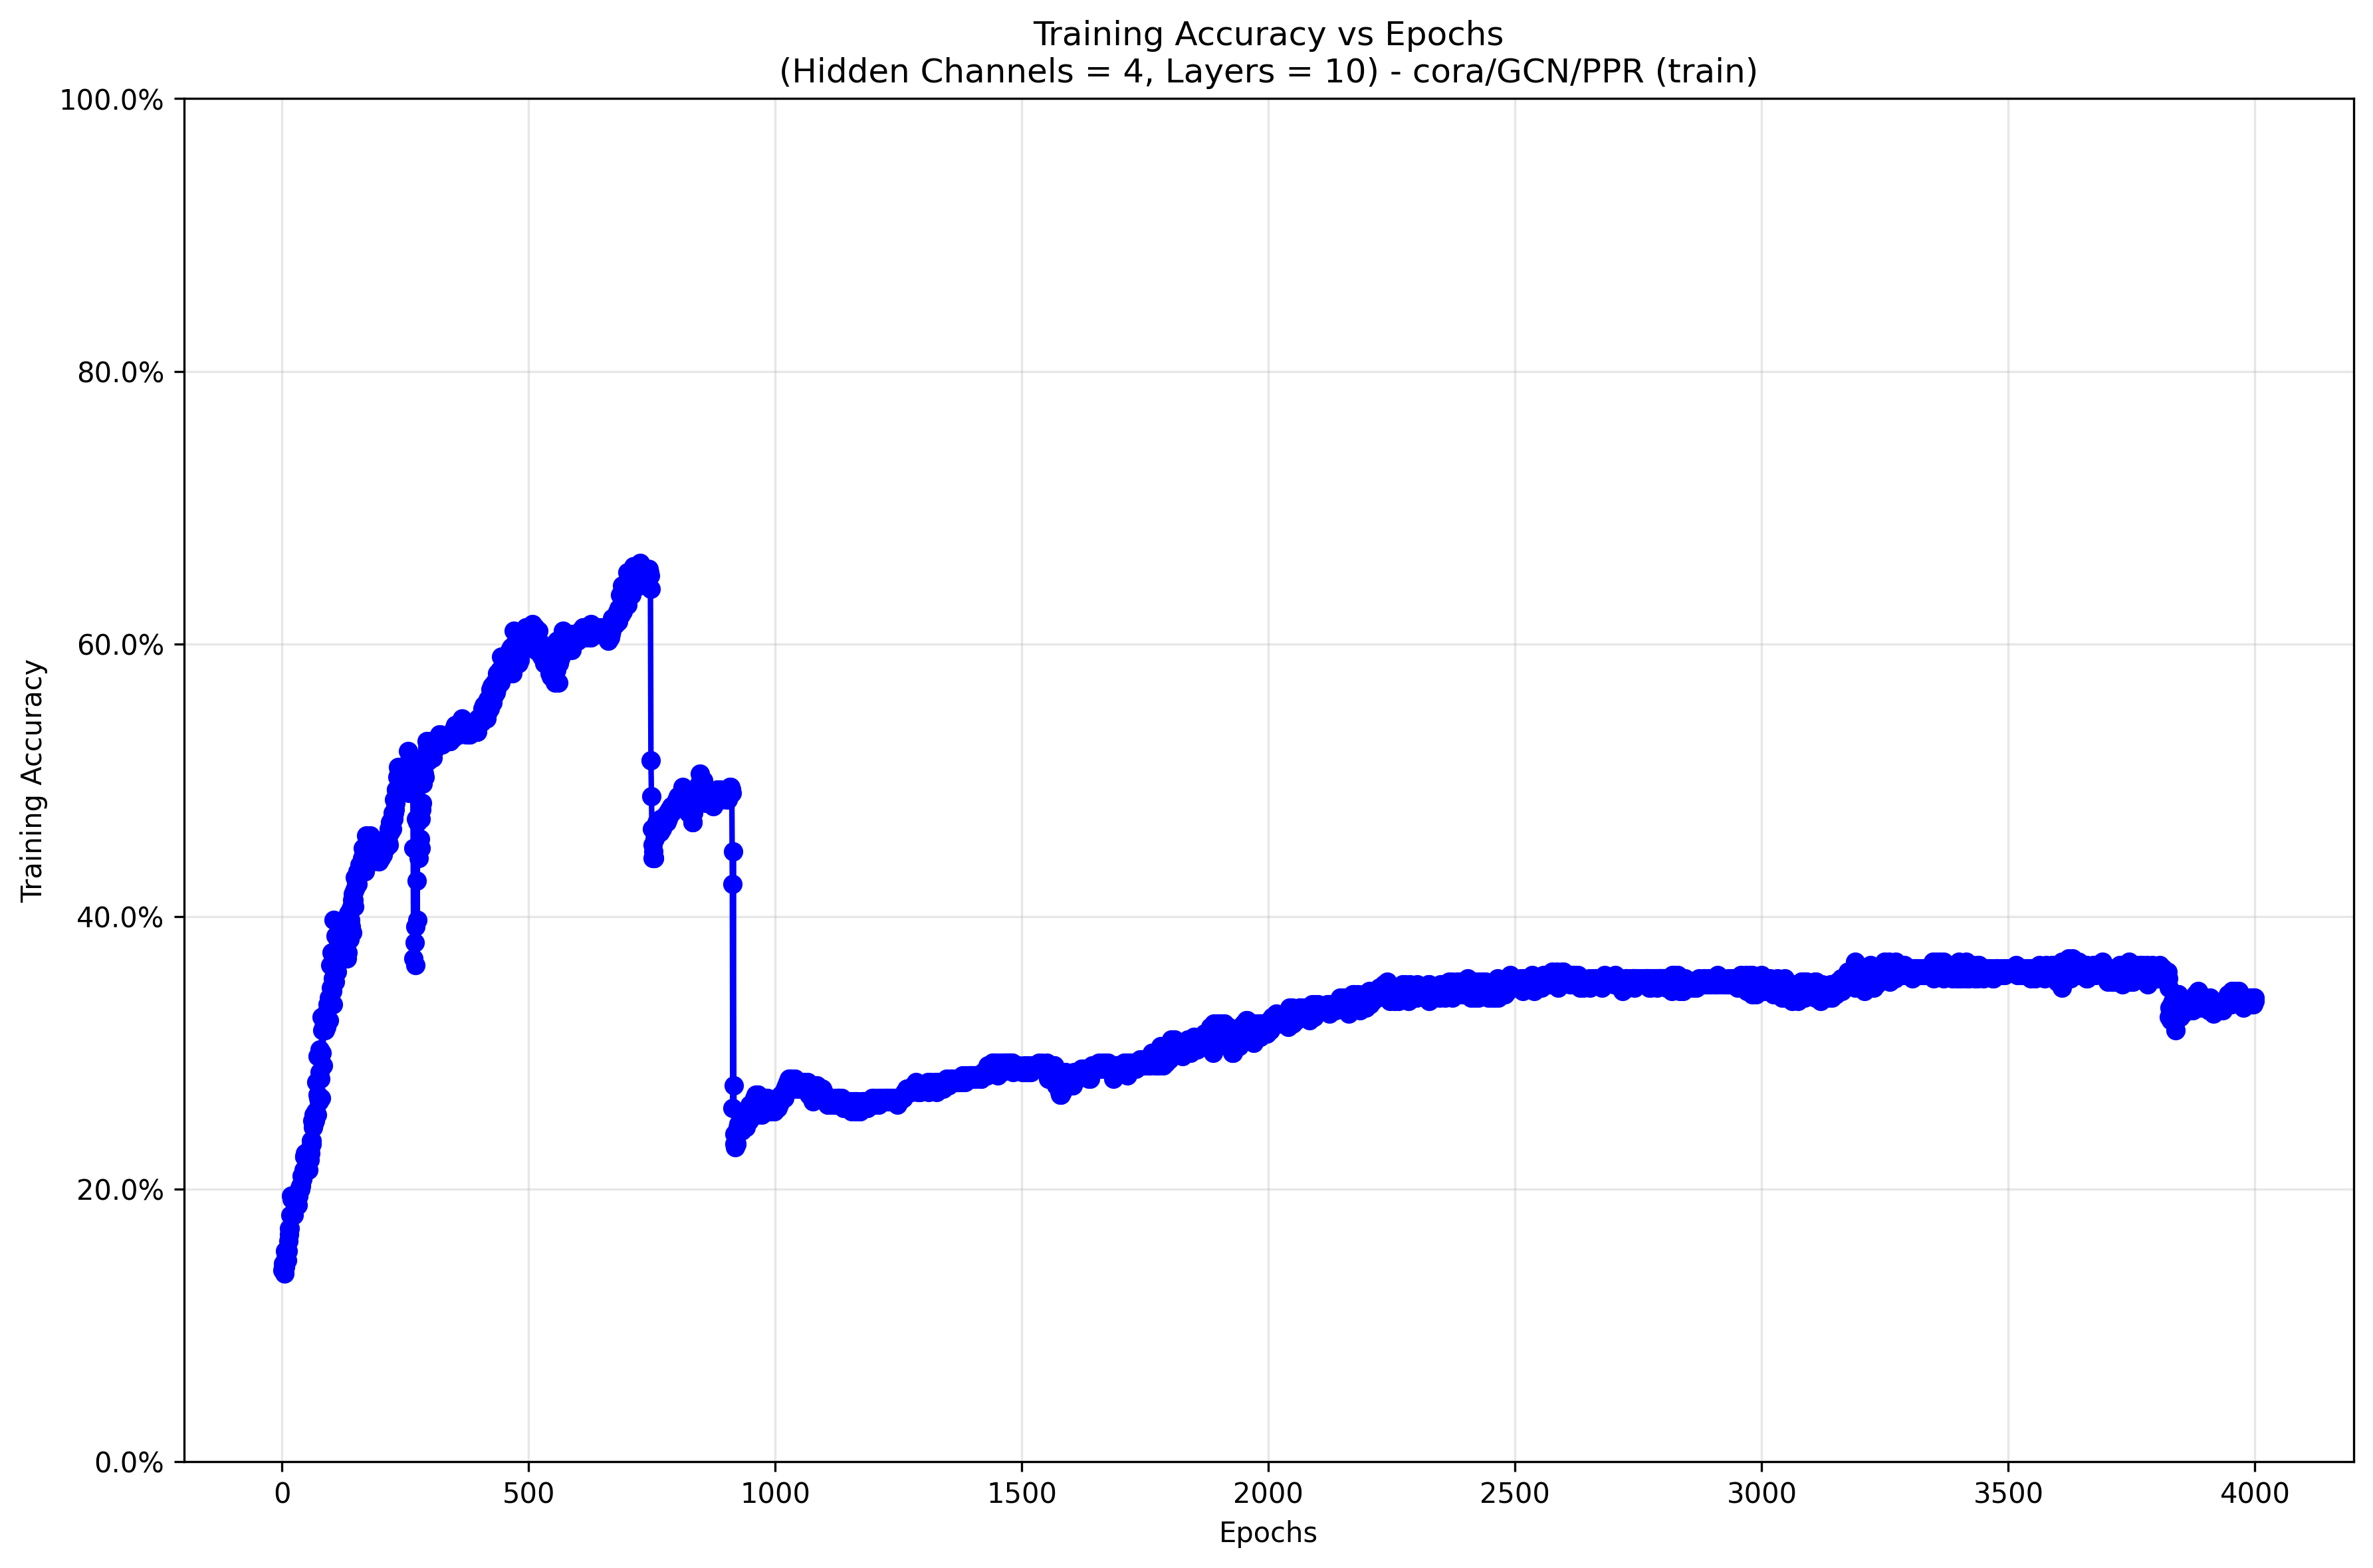 Training Accuracy vs Epochs
(Hidden Channels = 4, Layers = 10) - cora/GCN/PPR (train)
100.0%
80.0%
60.0%
40.0%
20.0%
0.0%
Training Accuracy
0 500 1000 1500 2000 2500 3000 3500 4000
Epochs